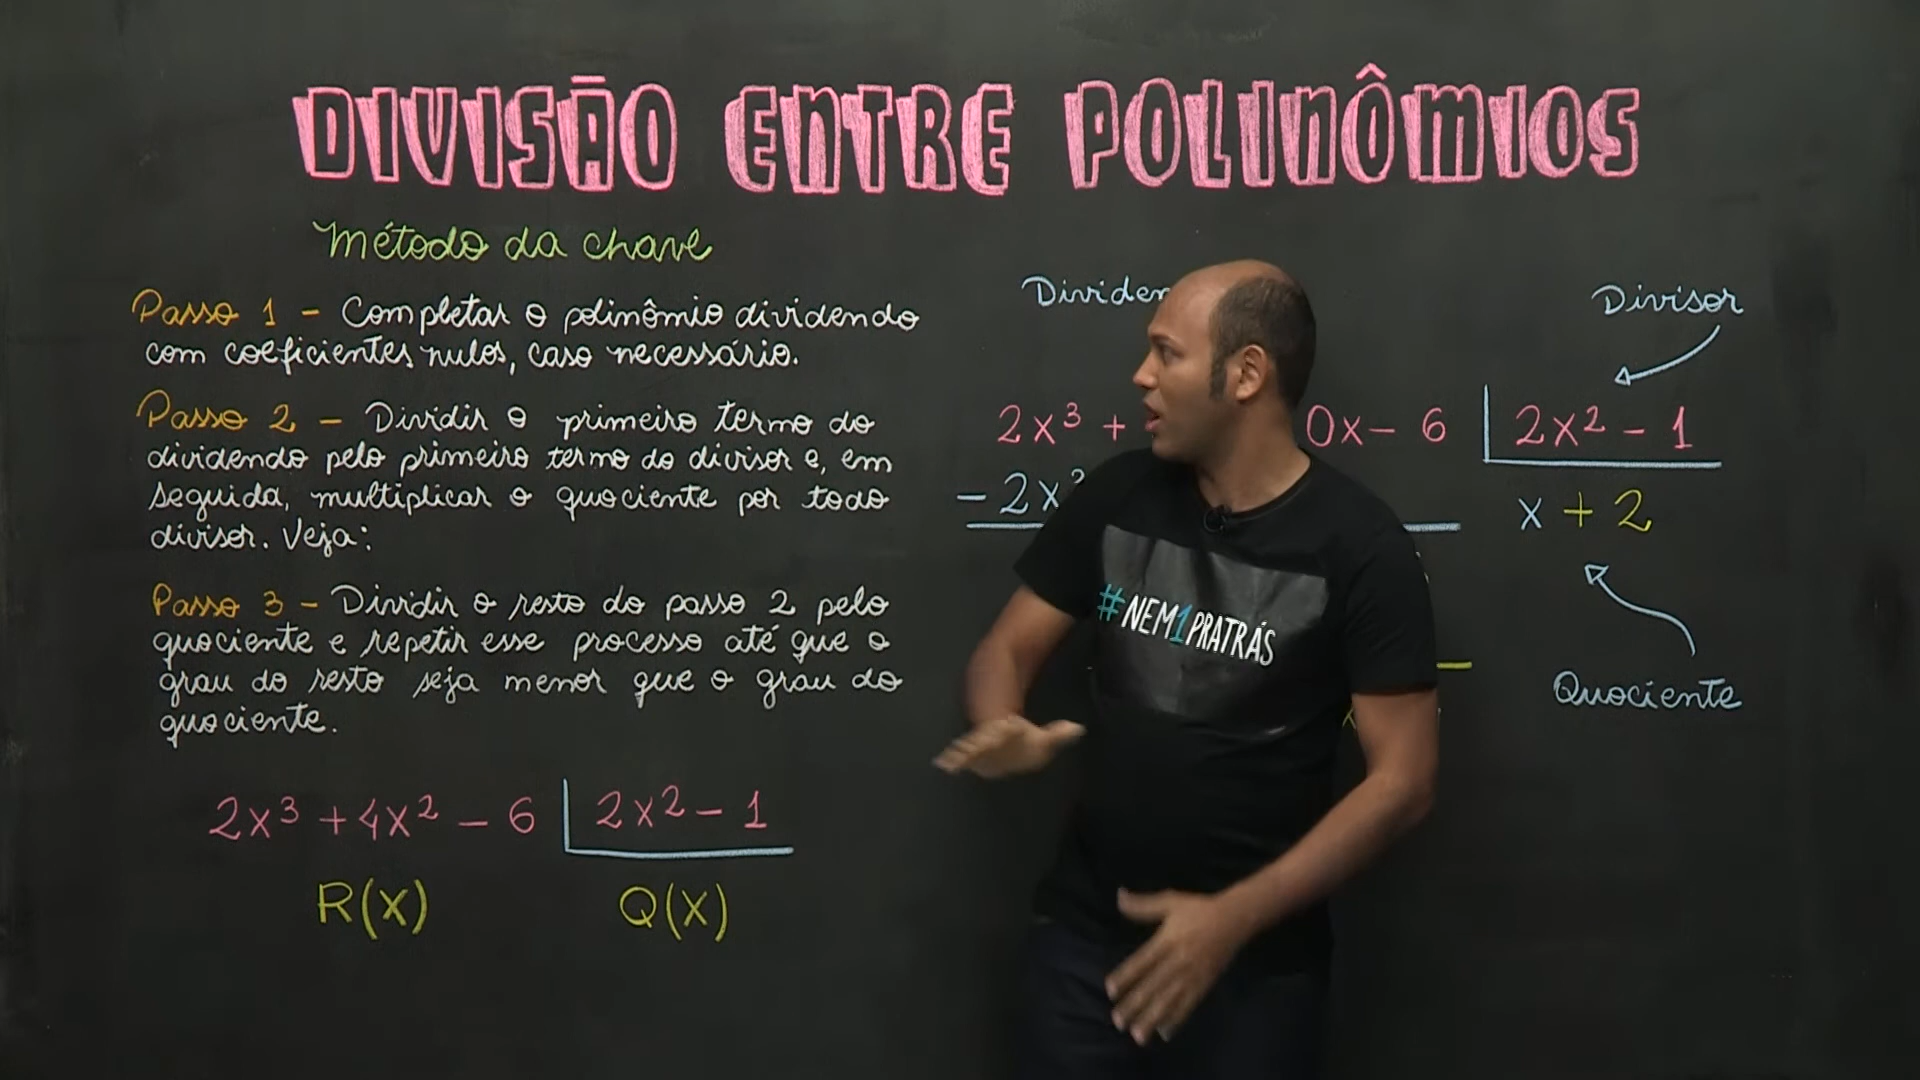 DIVISÃO ENTRE POLINÔMIOS
Método da chave
Passo 1 - Completar o polinômio dividendo
com coeficientes nulos, caso necessário.
Passo 2 - Dividir o primeiro termo do
dividendo pelo primeiro termo do divisor e, em
seguida, multiplicar o quociente por todo
divisor. Veja:
Passo 3 - Dividir o resto do passo 2 pelo
quociente e repetir esse processo até que o
grau do resto seja menor que o grau do
quociente.
2x³ + 4x² - 6 | 2x² - 1
R(x) Q(x)
Divisor
2x³ + 0x - 6 | 2x² - 1
- 2x³ x + 2
Quociente
#NEM1PRATRÁS